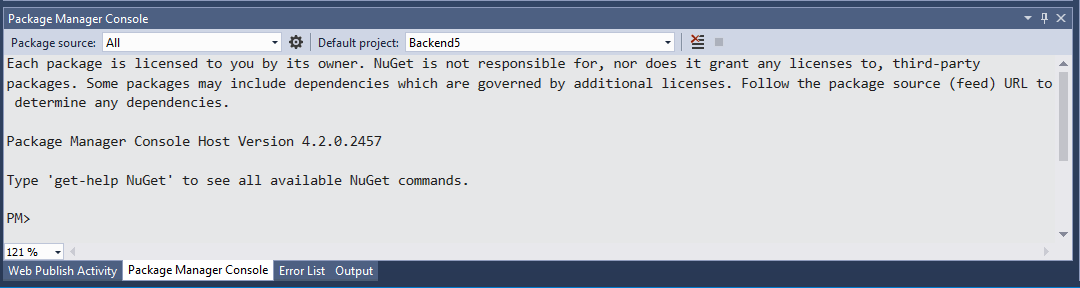 Package Manager Console
Package source: All Default project: Backend5
Each package is licensed to you by its owner. NuGet is not responsible for, nor does it grant any licenses to, third-party
packages. Some packages may include dependencies which are governed by additional licenses. Follow the package source (feed) URL to
determine any dependencies.
Package Manager Console Host Version 4.2.0.2457
Type 'get-help NuGet' to see all available NuGet commands.
PM>
121 %
Web Publish Activity Package Manager Console Error List Output